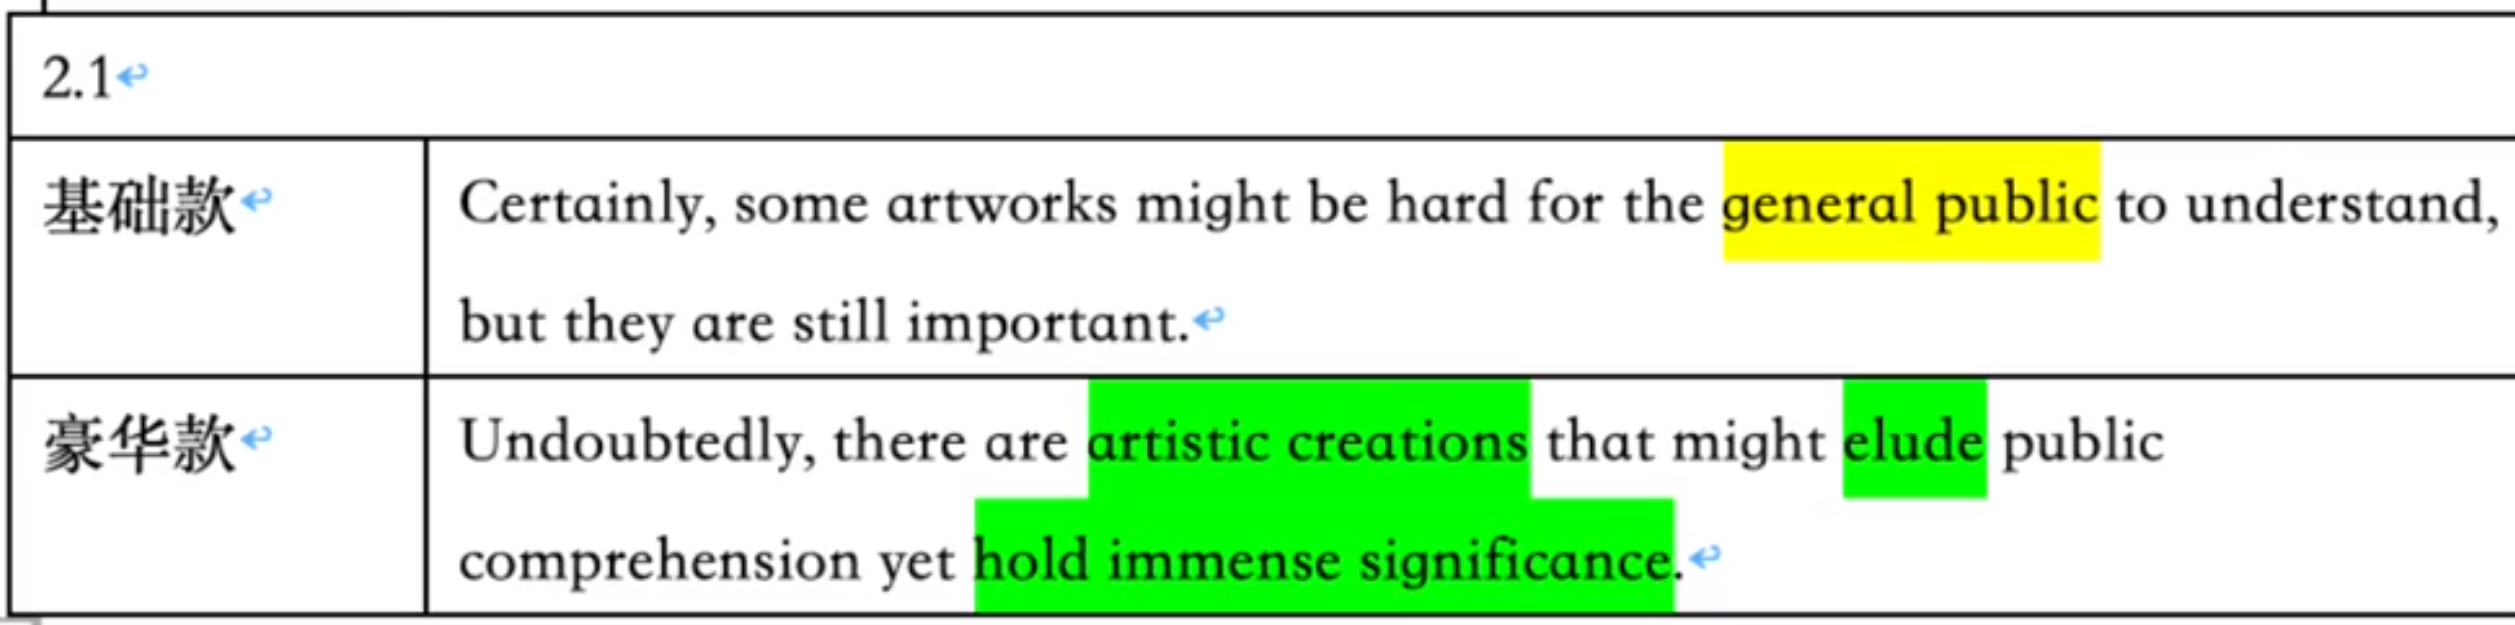 2.1
基础款
Certainly, some artworks might be hard for the general public to understand,
but they are still important.
豪华款
Undoubtedly, there are artistic creations that might elude public
comprehension yet hold immense significance.